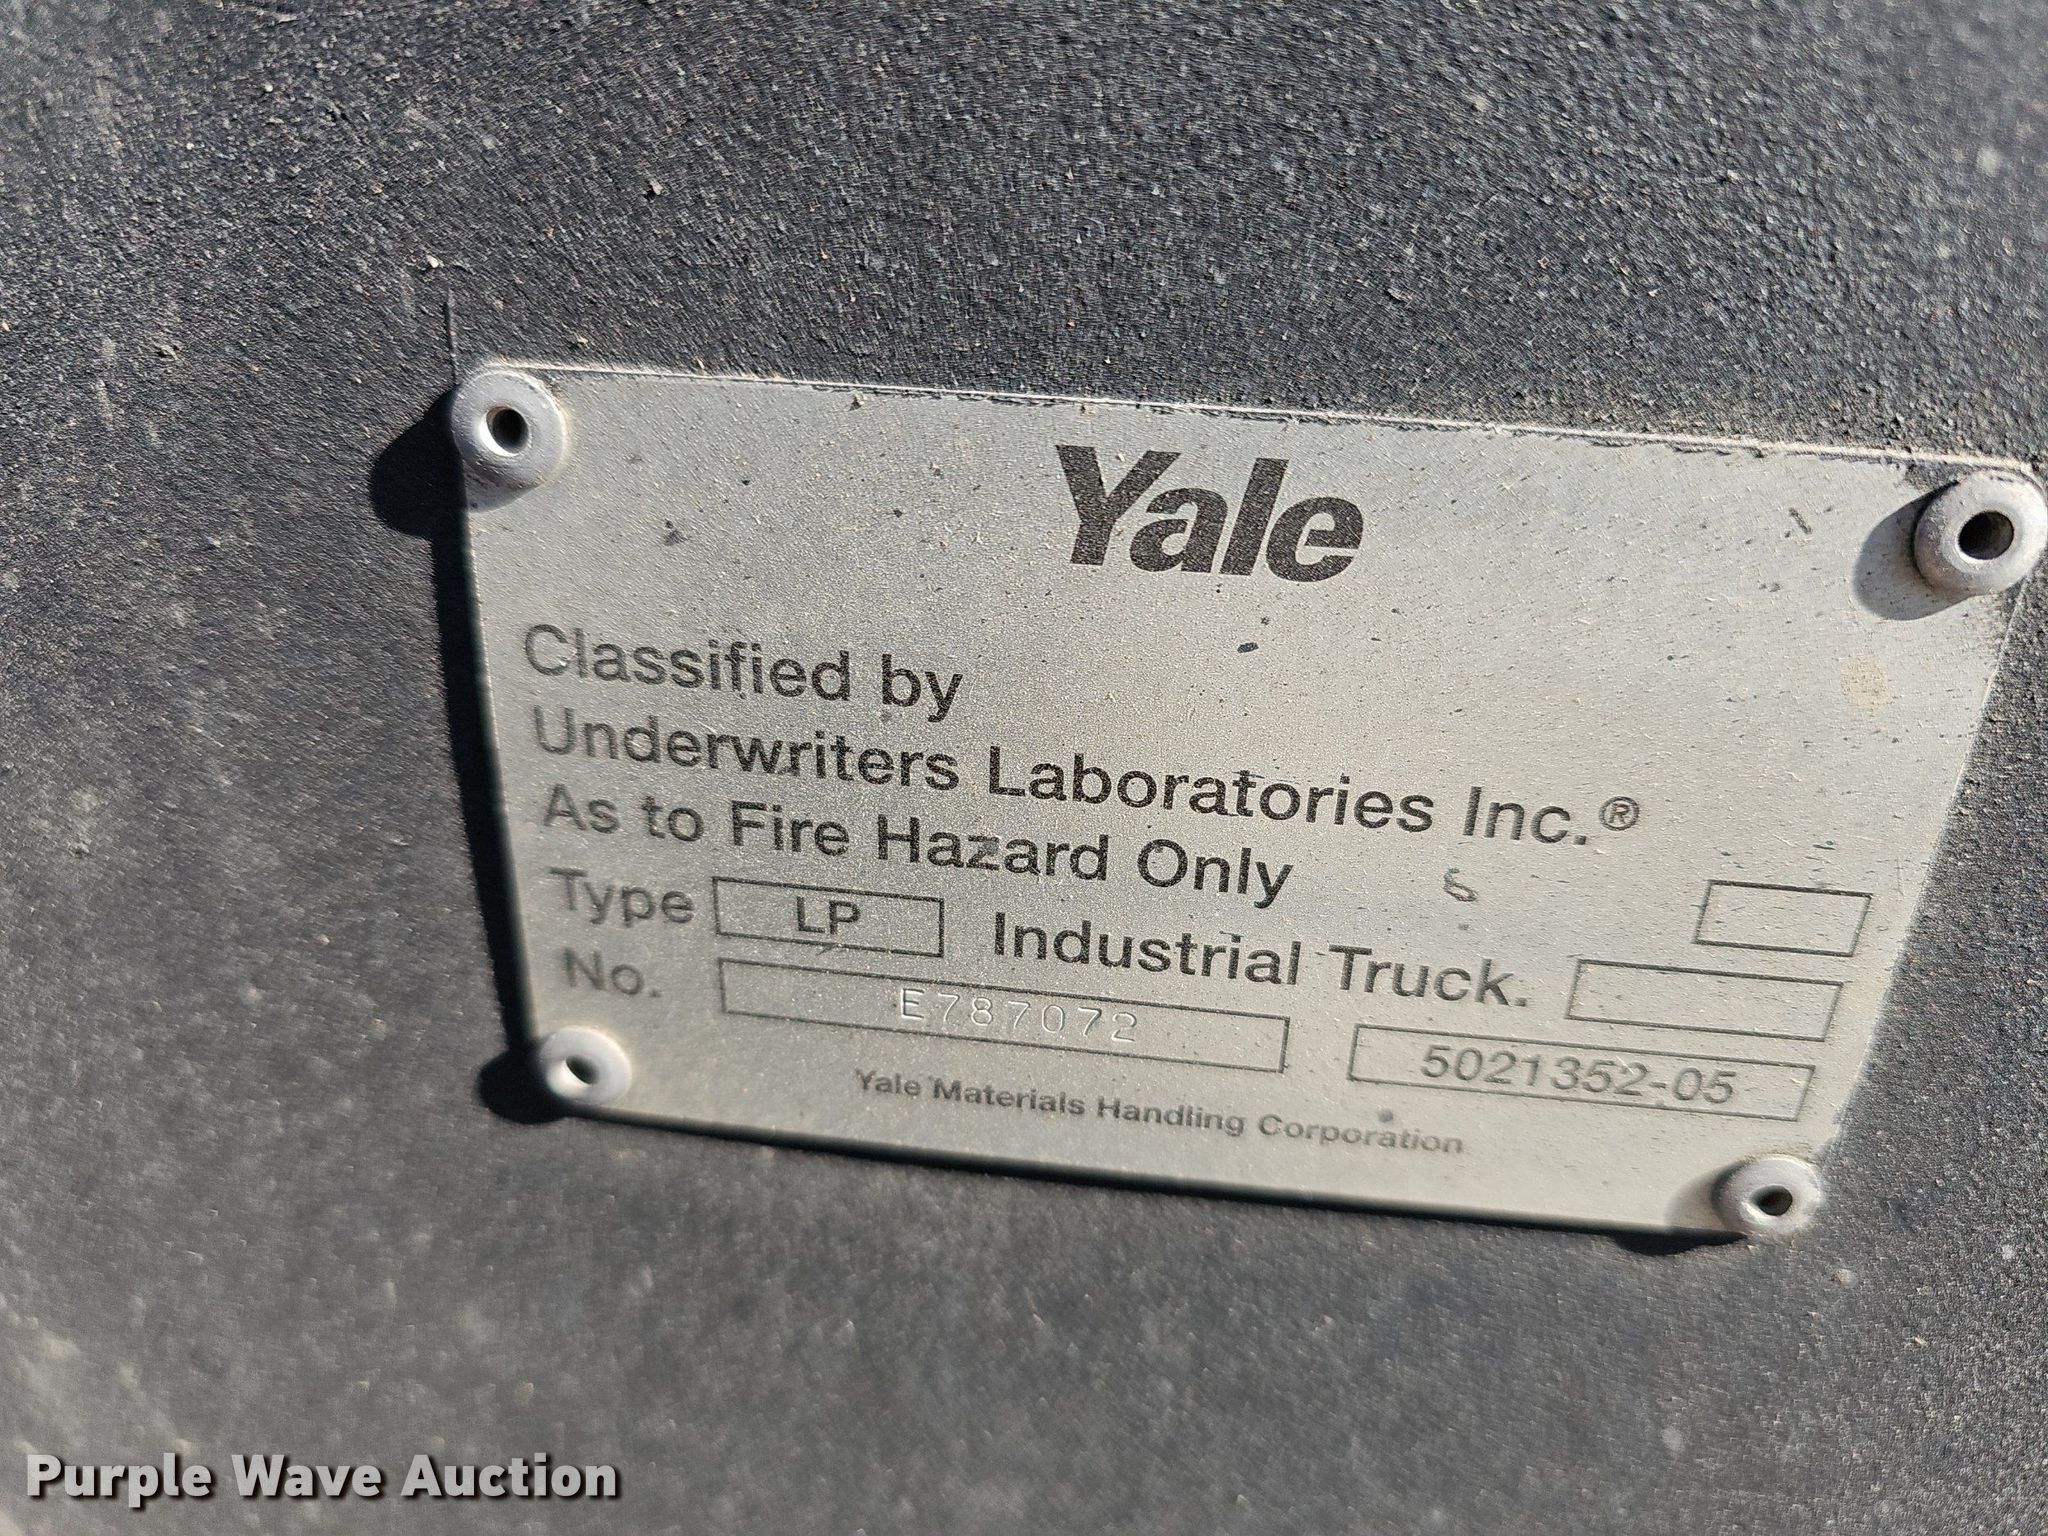 Yale
Classified by
Underwriters Laboratories Inc.®
As to Fire Hazard Only
Type LP Industrial Truck.
No. E787072 5021352-05
Yale Materials Handling Corporation
Purple Wave Auction